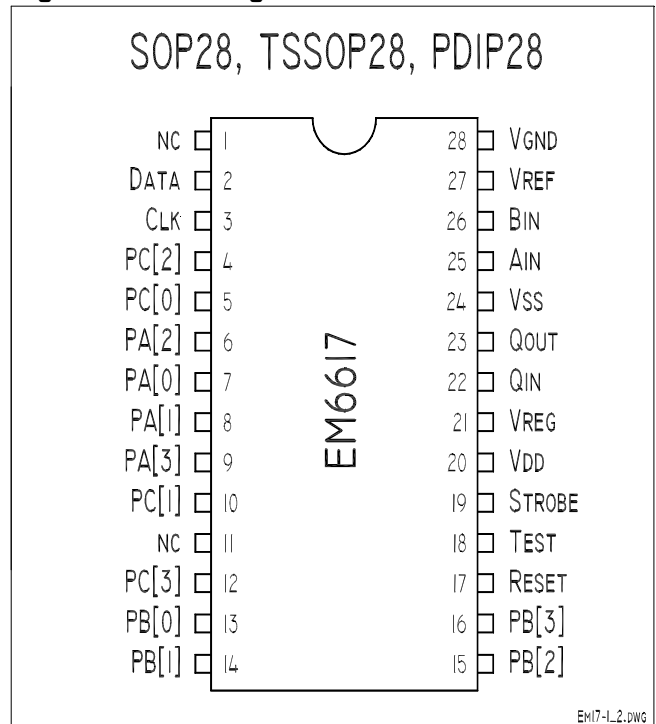 SOP28, TSSOP28, PDIP28
NC 1 28 VGND
DATA 2 27 VREF
CLK 3 26 BIN
PC[2] 4 25 AIN
PC[0] 5 24 VSS
PA[2] 6 23 QOUT
PA[0] 7 22 QIN
PA[1] 8 21 VREG
PA[3] 9 20 VDD
PC[1] 10 19 STROBE
NC 11 18 TEST
PC[3] 12 17 RESET
PB[0] 13 16 PB[3]
PB[1] 14 15 PB[2]
EM6617
EM17-1_2.DWG